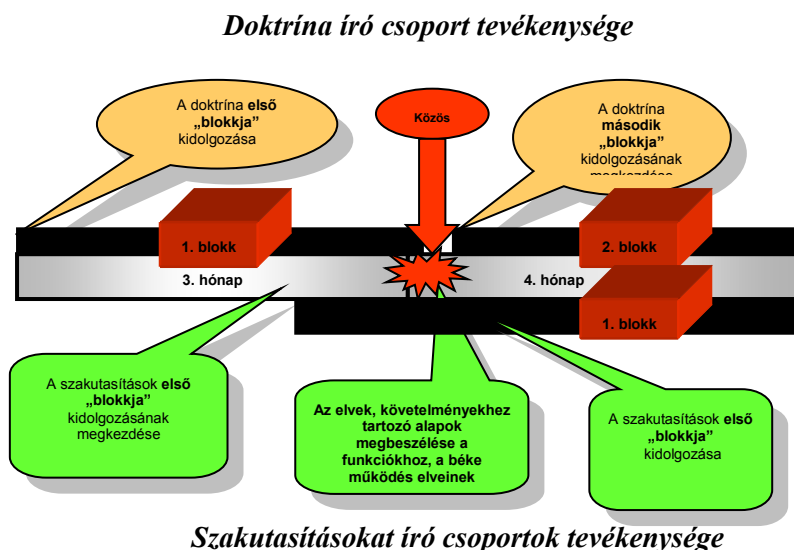 Doktrína író csoport tevékenysége
A doktrína első
„blokkja"
kidolgozása
Közös
A doktrína
második
„blokkja"
kidolgozásának
megkezdése
1. blokk
2. blokk
3. hónap
4. hónap
1. blokk
A szakutasítások első
„blokkja"
kidolgozásának
megkezdése
Az elvek, követelményekhez
tartozó alapok
megbeszélése a
funkciókhoz, a béke
működés elveinek
A szakutasítások első
„blokkja"
kidolgozása
Szakutasításokat író csoportok tevékenysége